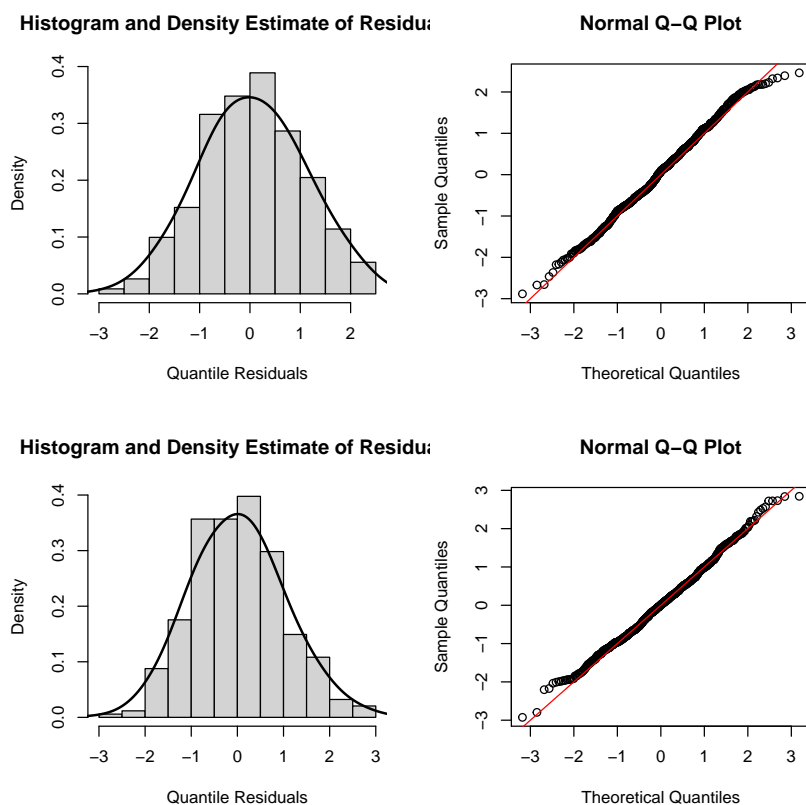 Histogram and Density Estimate of Residua
Density
0.0 0.1 0.2 0.3 0.4
−3 −2 −1 0 1 2
Quantile Residuals
Normal Q−Q Plot
Sample Quantiles
−3 −2 −1 0 1 2
−3 −2 −1 0 1 2 3
Theoretical Quantiles
Histogram and Density Estimate of Residua
Density
0.0 0.1 0.2 0.3 0.4
−3 −2 −1 0 1 2 3
Quantile Residuals
Normal Q−Q Plot
Sample Quantiles
−3 −2 −1 0 1 2 3
−3 −2 −1 0 1 2 3
Theoretical Quantiles